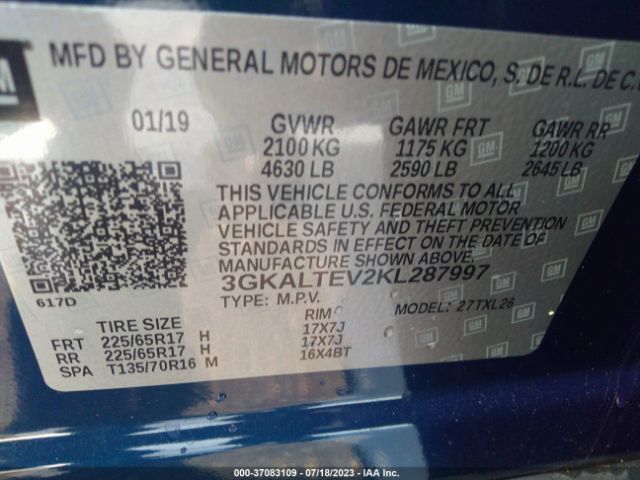 GM
MFD BY GENERAL MOTORS DE MEXICO, S. DE R.L. DE C.
01/19 GVWR GAWR FRT GAWR RR
2100 KG 1175 KG 1200 KG
4630 LB 2590 LB 2645 LB
THIS VEHICLE CONFORMS TO ALL
APPLICABLE U.S. FEDERAL MOTOR
VEHICLE SAFETY AND THEFT PREVENTION
STANDARDS IN EFFECT ON THE DATE OF
MANUFACTURE SHOWN ABOVE.
617D
3GKALTEV2KL287997
TYPE: M.P.V. MODEL: 27TXL26
TIRE SIZE RIM
FRT 225/65R17 H 17X7J
RR 225/65R17 H 17X7J
SPA T135/70R16 M 16X4BT
000-37083109 - 07/18/2023 - IAA Inc.